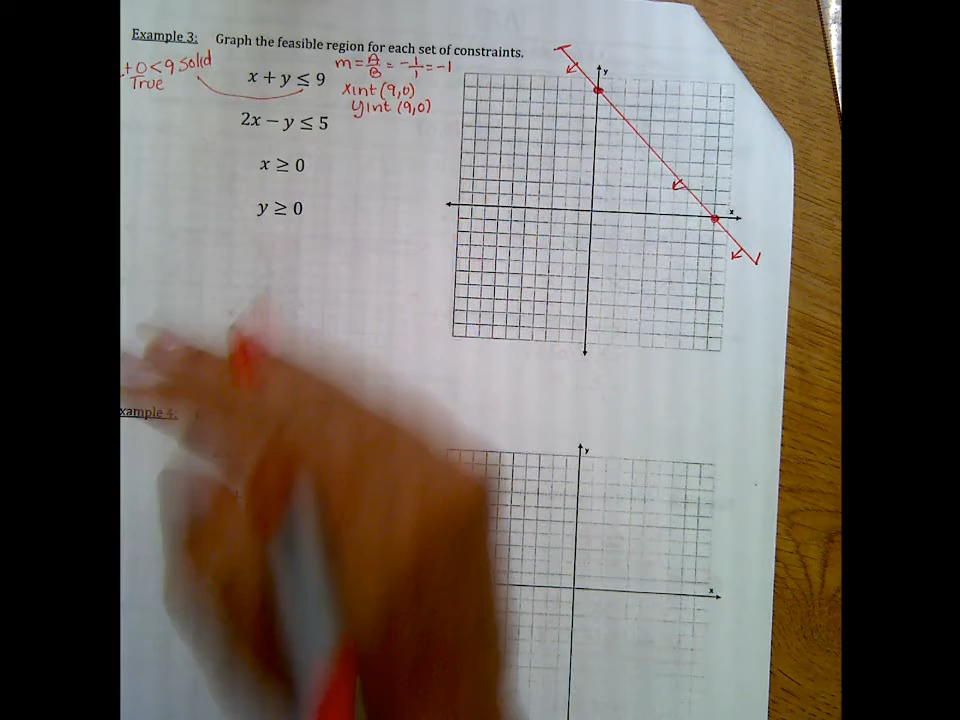 Example 3: Graph the feasible region for each set of constraints.
+0<9 Solid
True
x + y ≤ 9
m = A/B = -1/1 = -1
xint (9,0)
yint (9,0)
2x − y ≤ 5
x ≥ 0
y ≥ 0
y
x
xample 4:
y
x